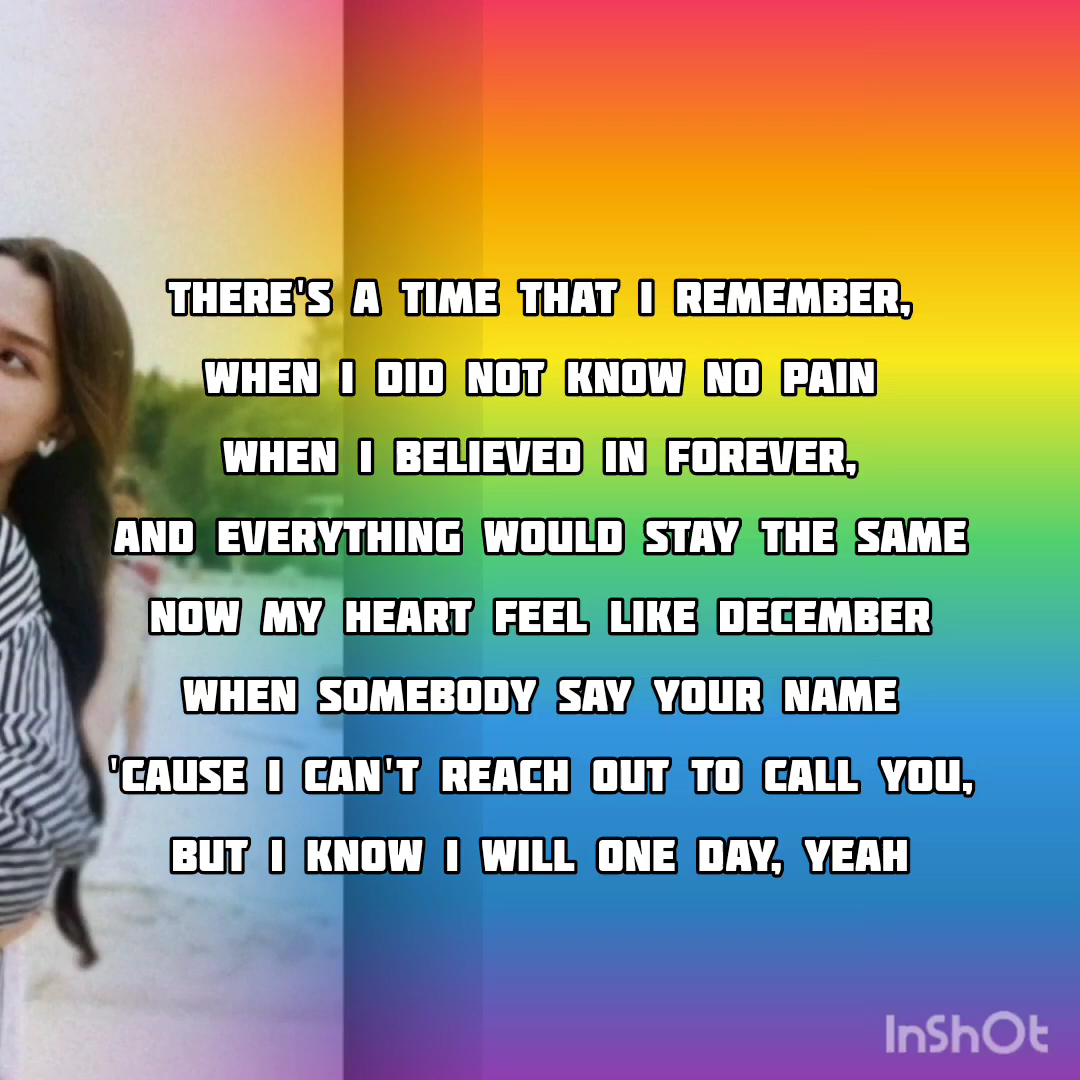 THERE'S A TIME THAT I REMEMBER,
WHEN I DID NOT KNOW NO PAIN
WHEN I BELIEVED IN FOREVER,
AND EVERYTHING WOULD STAY THE SAME
NOW MY HEART FEEL LIKE DECEMBER
WHEN SOMEBODY SAY YOUR NAME
'CAUSE I CAN'T REACH OUT TO CALL YOU,
BUT I KNOW I WILL ONE DAY, YEAH
InShOt